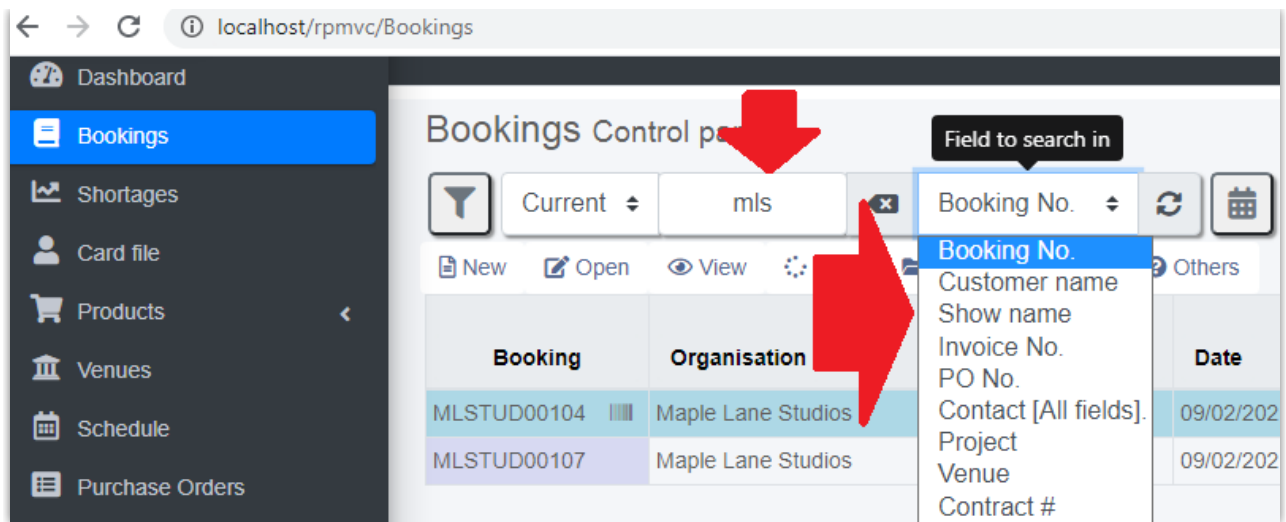 localhost/rpmvc/Bookings
Dashboard
Bookings
Shortages
Card file
Products
Venues
Schedule
Purchase Orders
Bookings Control
Field to search in
Current
mls
Booking No.
New Open View Others
Booking No.
Customer name
Show name
Invoice No.
PO No.
Contact [All fields].
Project
Venue
Contract #
Booking Organisation Date
MLSTUD00104 Maple Lane Studios 09/02/202
MLSTUD00107 Maple Lane Studios 09/02/202